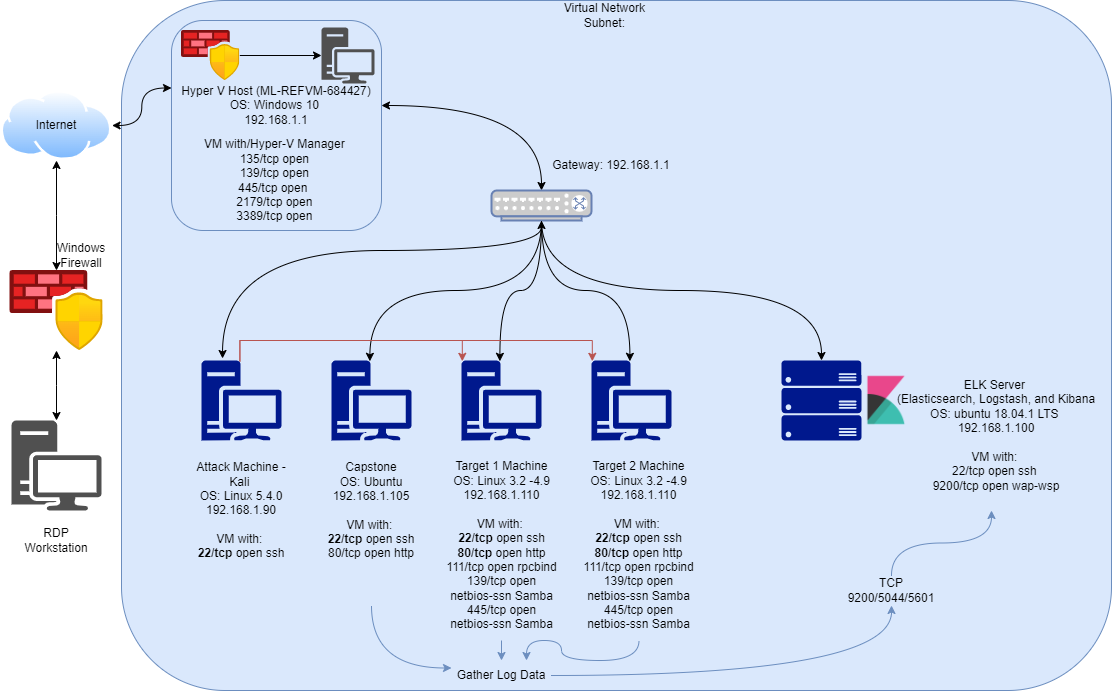 Virtual Network
Subnet:
Hyper V Host (ML-REFVM-684427)
OS: Windows 10
192.168.1.1
VM with/Hyper-V Manager
135/tcp open
139/tcp open
445/tcp open
2179/tcp open
3389/tcp open
Internet
Gateway: 192.168.1.1
Windows
Firewall
RDP
Workstation
Attack Machine -
Kali
OS: Linux 5.4.0
192.168.1.90
VM with:
22/tcp open ssh
Capstone
OS: Ubuntu
192.168.1.105
VM with:
22/tcp open ssh
80/tcp open http
Target 1 Machine
OS: Linux 3.2 -4.9
192.168.1.110
VM with:
22/tcp open ssh
80/tcp open http
111/tcp open rpcbind
139/tcp open
netbios-ssn Samba
445/tcp open
netbios-ssn Samba
Target 2 Machine
OS: Linux 3.2 -4.9
192.168.1.110
VM with:
22/tcp open ssh
80/tcp open http
111/tcp open rpcbind
139/tcp open
netbios-ssn Samba
445/tcp open
netbios-ssn Samba
ELK Server
(Elasticsearch, Logstash, and Kibana
OS: ubuntu 18.04.1 LTS
192.168.1.100
VM with:
22/tcp open ssh
9200/tcp open wap-wsp
TCP
9200/5044/5601
Gather Log Data